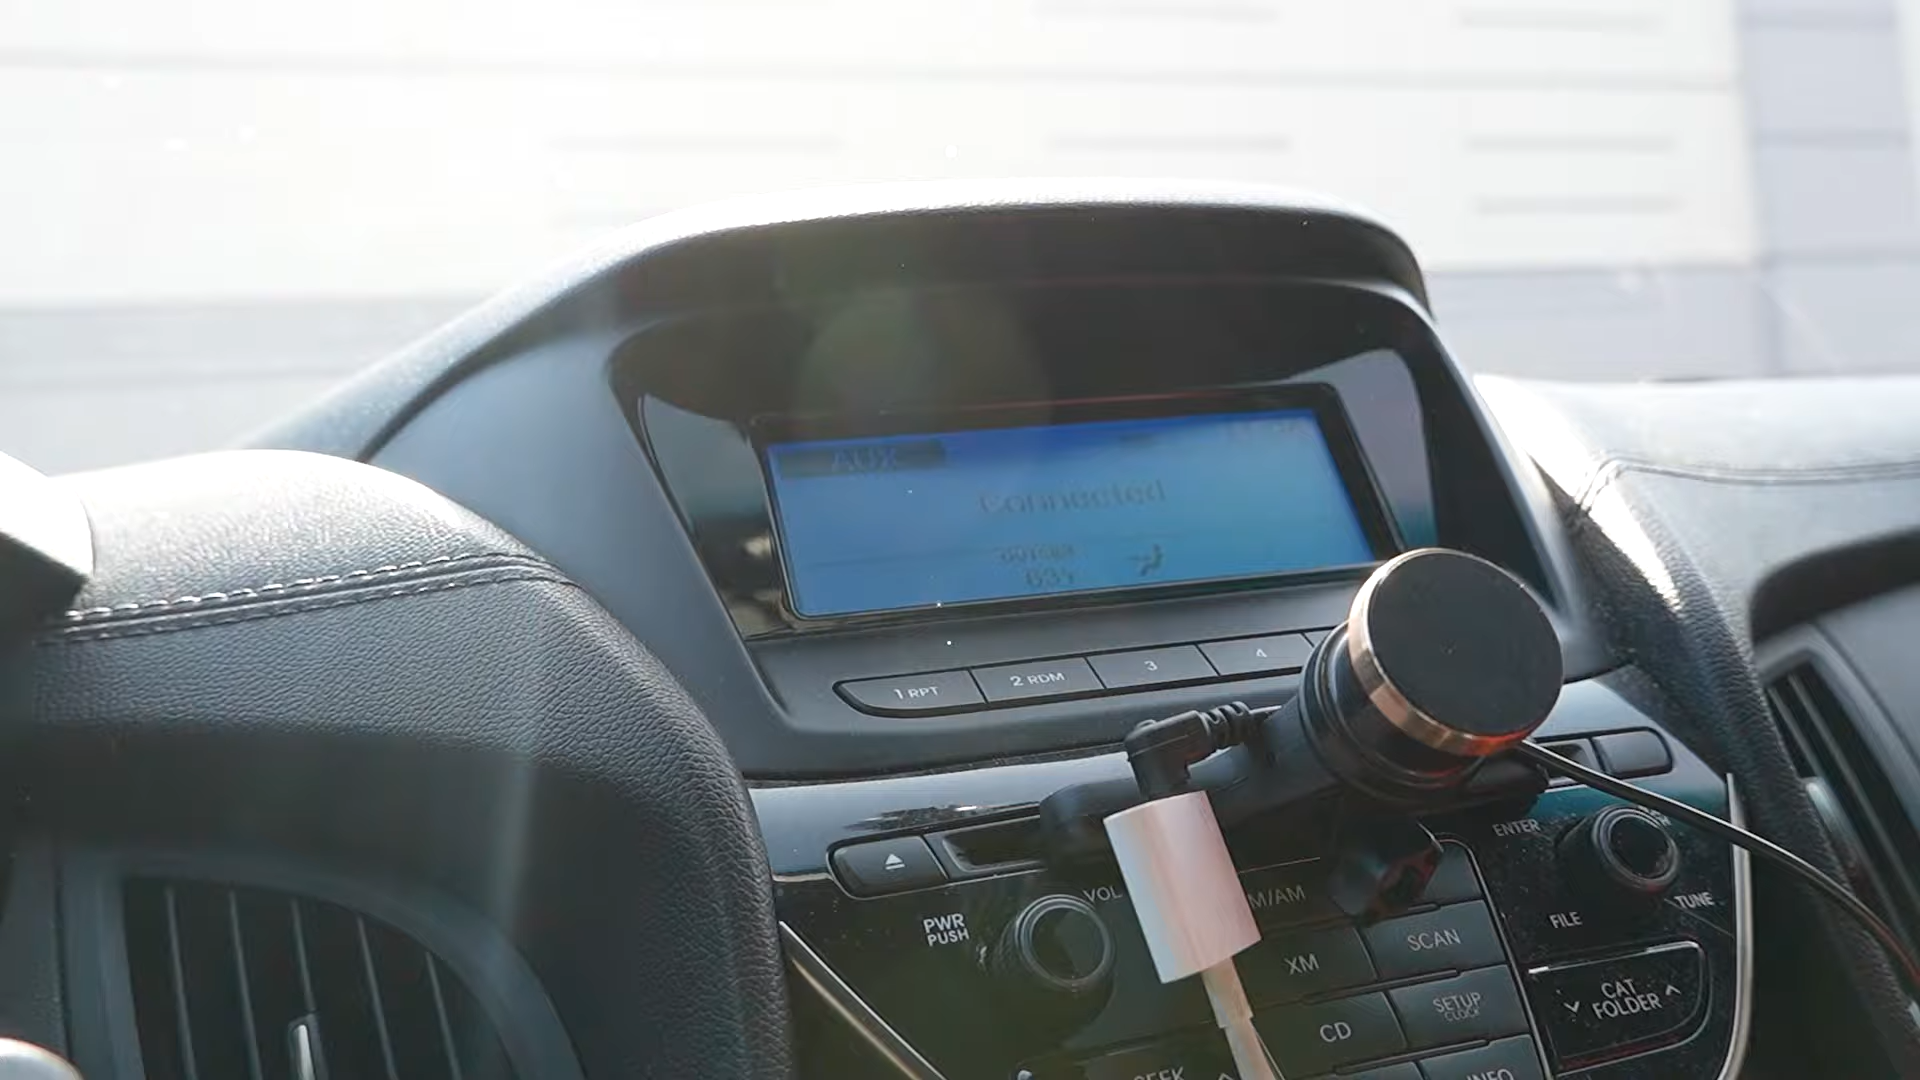 AUX
Connected
1 RPT
2 RDM
3
4
ENTER
VOL
PWR
PUSH
M/AM
FILE
TUNE
SCAN
XM
CAT
FOLDER
SETUP
CLOCK
CD
SEEK
INFO